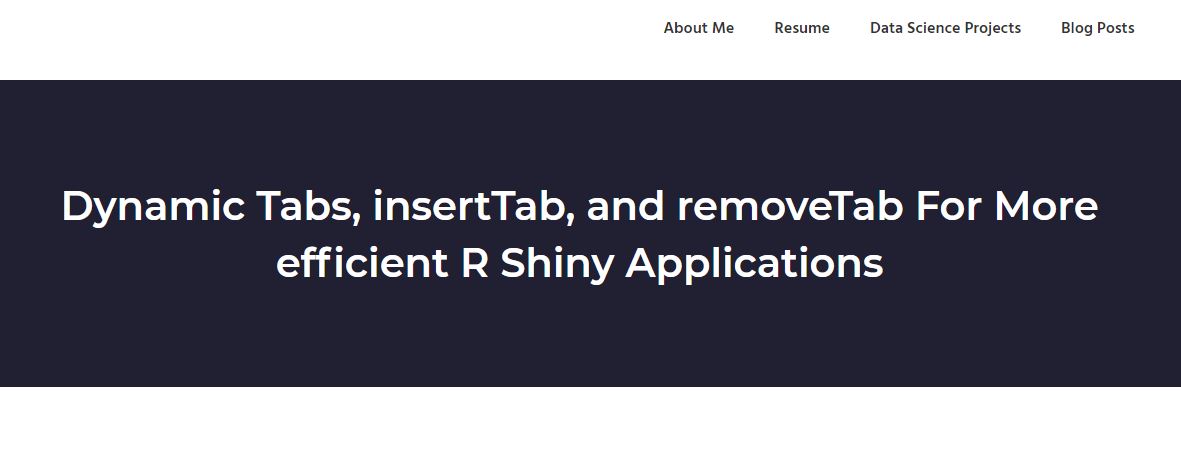 About Me Resume Data Science Projects Blog Posts
Dynamic Tabs, insertTab, and removeTab For More
efficient R Shiny Applications